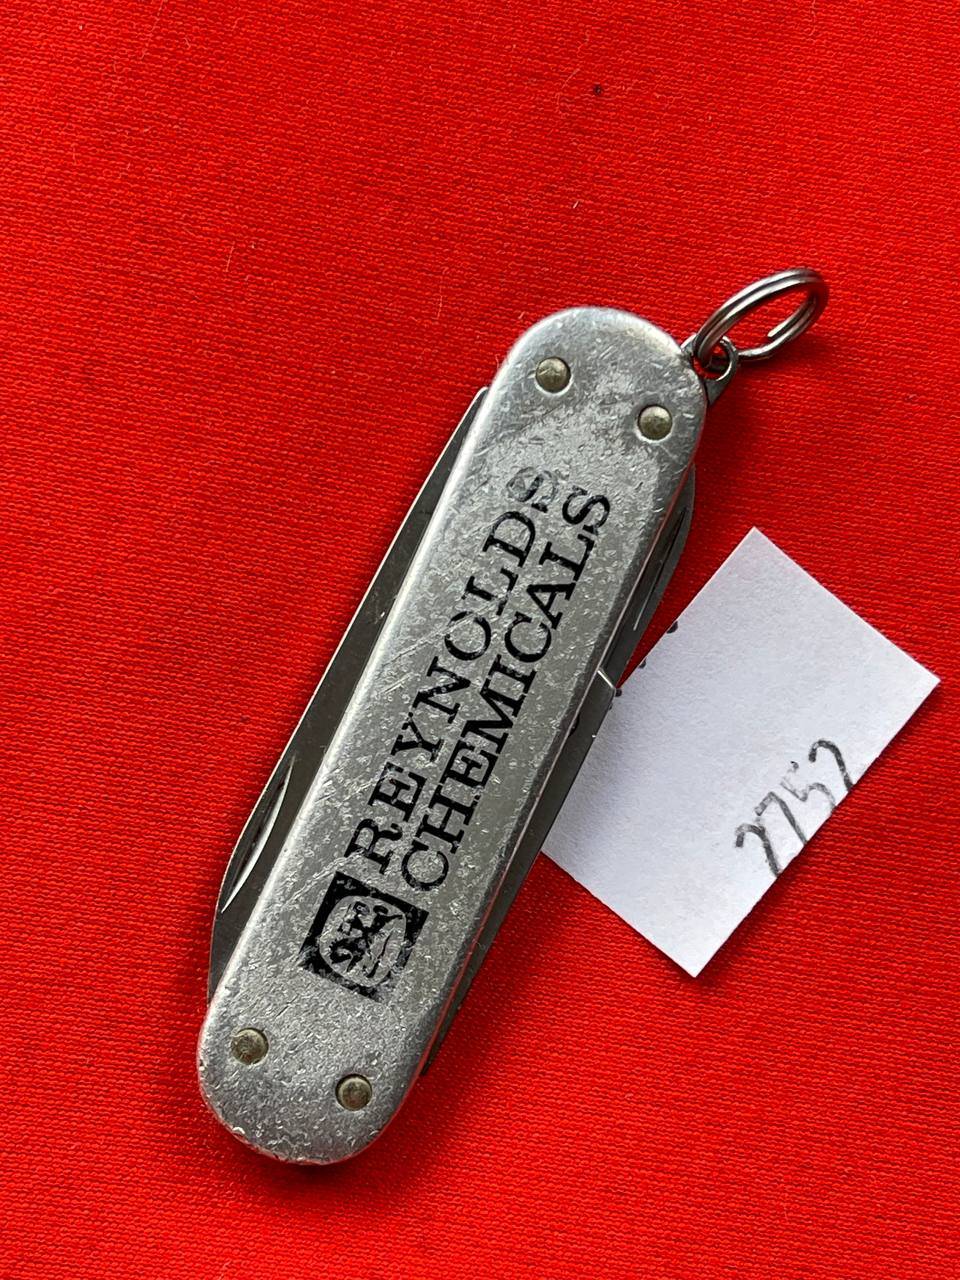 REYNOLDS
CHEMICALS
2752